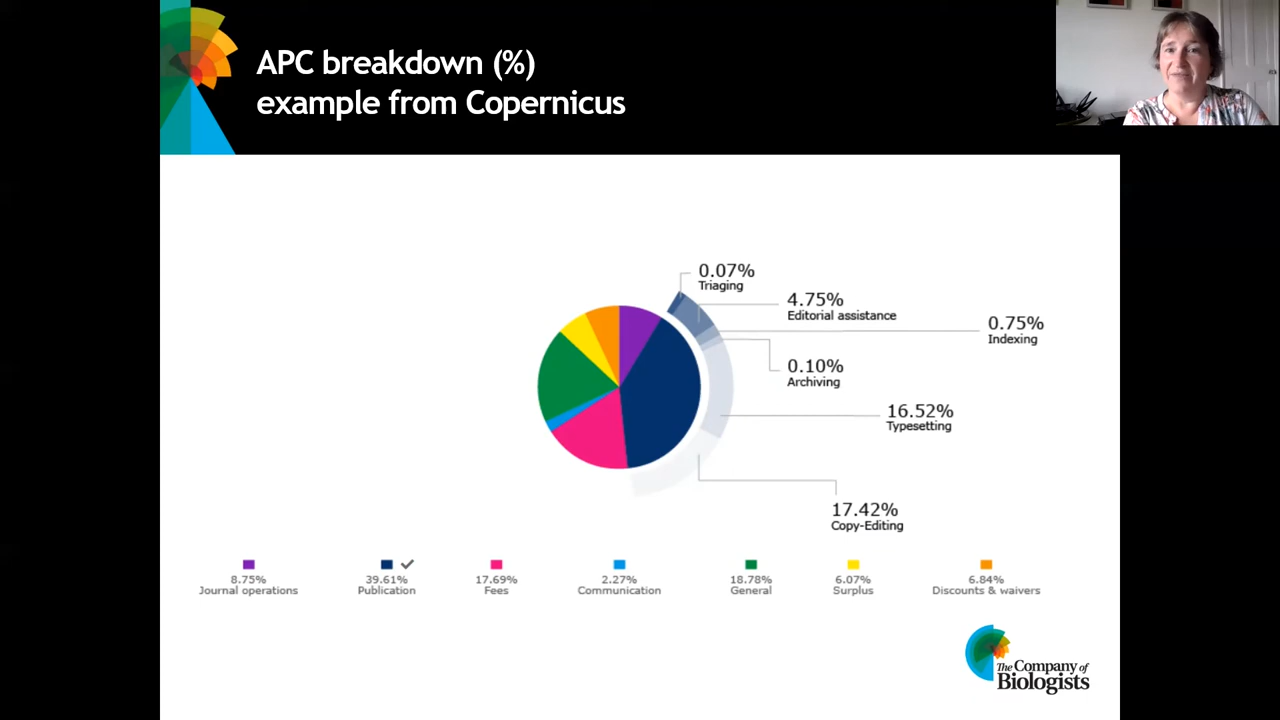 APC breakdown (%)
example from Copernicus
0.07%
Triaging
4.75%
Editorial assistance
0.75%
Indexing
0.10%
Archiving
16.52%
Typesetting
17.42%
Copy-Editing
8.75%
Journal operations
39.61%
Publication
17.69%
Fees
2.27%
Communication
18.78%
General
6.07%
Surplus
6.84%
Discounts & waivers
The Company of
Biologists